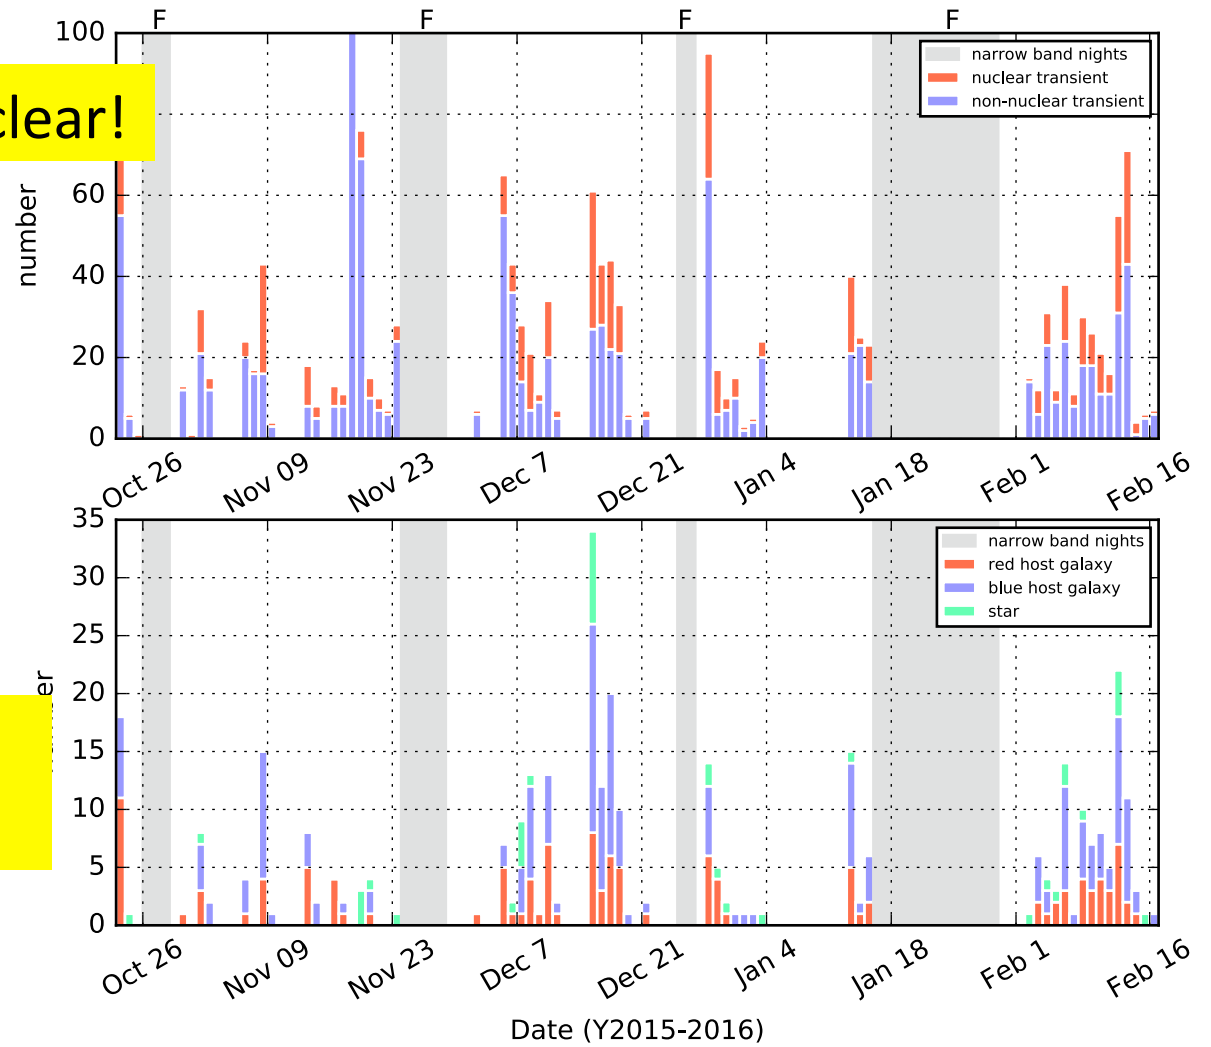 F F F F
100
60
40
20
0
number
clear!
narrow band nights
nuclear transient
non-nuclear transient
Oct 26 Nov 09 Nov 23 Dec 7 Dec 21 Jan 4 Jan 18 Feb 1 Feb 16
35
30
25
20
15
10
5
0
narrow band nights
red host galaxy
blue host galaxy
star
Oct 26 Nov 09 Nov 23 Dec 7 Dec 21 Jan 4 Jan 18 Feb 1 Feb 16
Date (Y2015-2016)